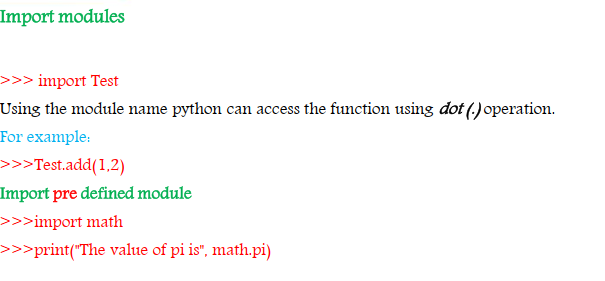 Import modules
>>> import Test
Using the module name python can access the function using dot (.) operation.
For example:
>>>Test.add(1,2)
Import pre defined module
>>>import math
>>>print("The value of pi is", math.pi)